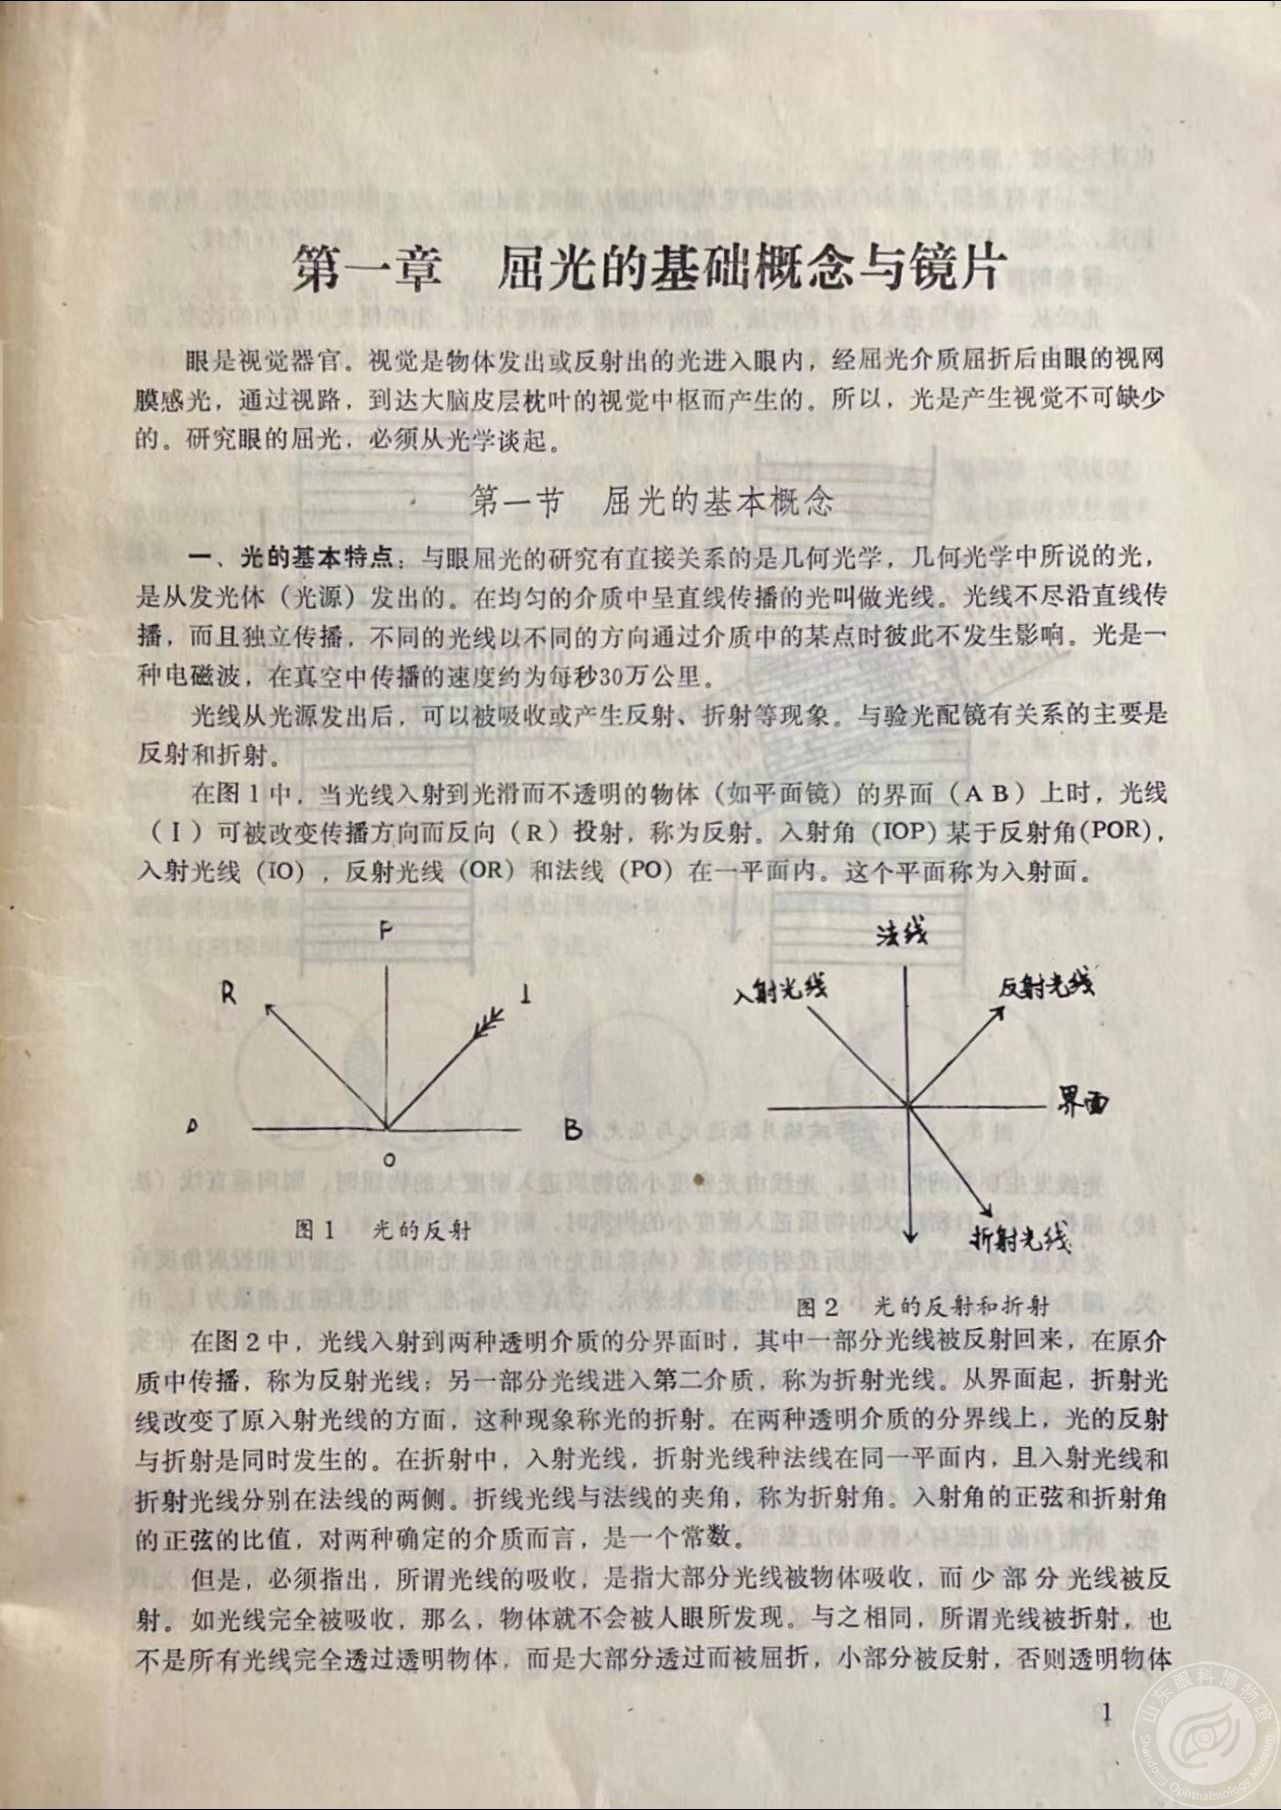 第一章 屈光的基础概念与镜片
眼是视觉器官。视觉是物体发出或反射出的光进入眼内，经屈光介质屈折后由眼的视网
膜感光，通过视路，到达大脑皮层枕叶的视觉中枢而产生的。所以，光是产生视觉不可缺少
的。研究眼的屈光，必须从光学谈起。
第一节 屈光的基本概念
一、光的基本特点：与眼屈光的研究有直接关系的是几何光学，几何光学中所说的光，
是从发光体（光源）发出的。在均匀的介质中呈直线传播的光叫做光线。光线不尽沿直线传
播，而且独立传播，不同的光线以不同的方向通过介质中的某点时彼此不发生影响。光是一
种电磁波，在真空中传播的速度约为每秒30万公里。
光线从光源发出后，可以被吸收或产生反射、折射等现象。与验光配镜有关系的主要是
反射和折射。
在图1中，当光线入射到光滑而不透明的物体（如平面镜）的界面（AB）上时，光线
（I）可被改变传播方向而反向（R）投射，称为反射。入射角（IOP）某于反射角(POR)，
入射光线（IO），反射光线（OR）和法线（PO）在一平面内。这个平面称为入射面。
P
R
I
B
O
图1 光的反射
法线
入射光线
反射光线
界面
折射光线
图2 光的反射和折射
在图2中，光线入射到两种透明介质的分界面时，其中一部分光线被反射回来，在原介
质中传播，称为反射光线；另一部分光线进入第二介质，称为折射光线。从界面起，折射光
线改变了原入射光线的方面，这种现象称光的折射。在两种透明介质的分界线上，光的反射
与折射是同时发生的。在折射中，入射光线，折射光线种法线在同一平面内，且入射光线和
折射光线分别在法线的两侧。折线光线与法线的夹角，称为折射角。入射角的正弦和折射角
的正弦的比值，对两种确定的介质而言，是一个常数。
但是，必须指出，所谓光线的吸收，是指大部分光线被物体吸收，而少部分光线被反
射。如光线完全被吸收，那么，物体就不会被人眼所发现。与之相同，所谓光线被折射，也
不是所有光线完全透过透明物体，而是大部分透过而被屈折，小部分被反射，否则透明物体
1
山东眼科博物馆
Shandong Ophthalmology Museum